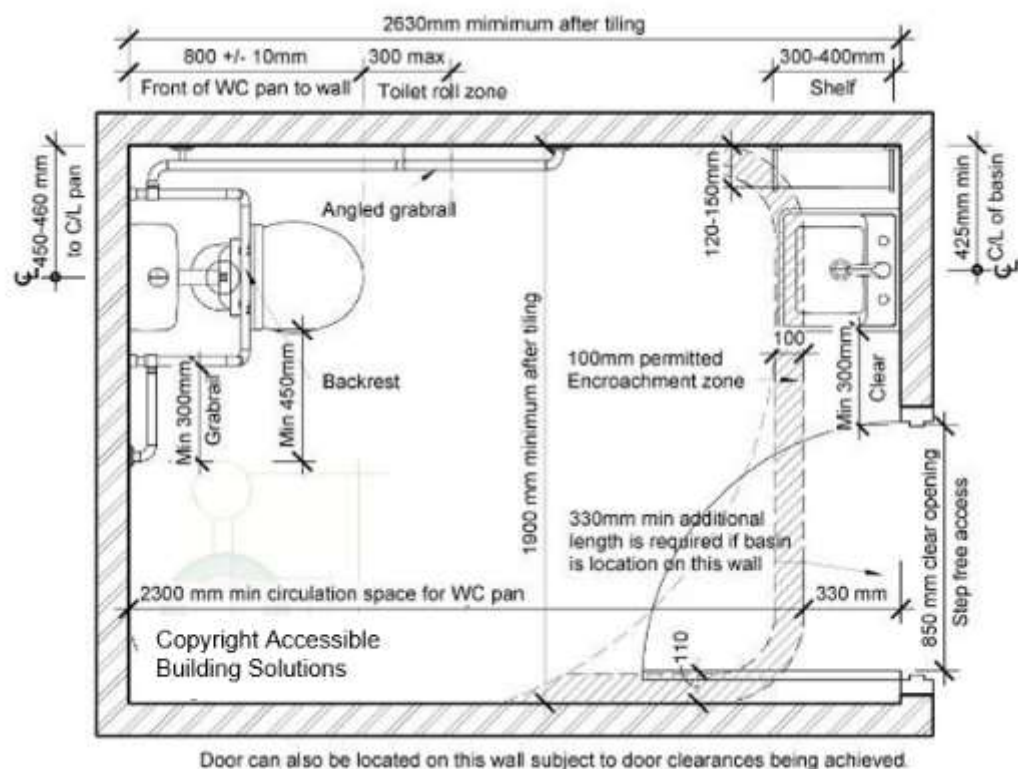 2630mm mimimum after tiling
800 +/- 10mm
300 max
300-400mm
Front of WC pan to wall
Toilet roll zone
Shelf
450-460 mm
to C/L pan
℄
Angled grabrail
120-150mm
425mm min
C/L of basin
℄
Backrest
Min 300mm
Grabrail
Min 450mm
1900 mm minimum after tiling
100
100mm permitted
Encroachment zone
Min 300mm
Clear
330mm min additional
length is required if basin
is location on this wall
850 mm clear opening
Step free access
2300 mm min circulation space for WC pan
330 mm
110
Copyright Accessible
Building Solutions
Door can also be located on this wall subject to door clearances being achieved.